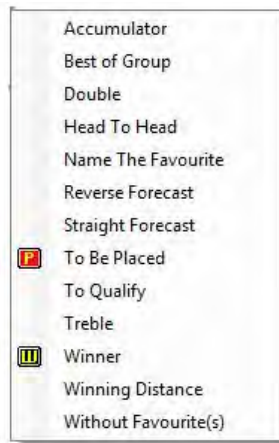 Accumulator
Best of Group
Double
Head To Head
Name The Favourite
Reverse Forecast
Straight Forecast
P To Be Placed
To Qualify
Treble
W Winner
Winning Distance
Without Favourite(s)